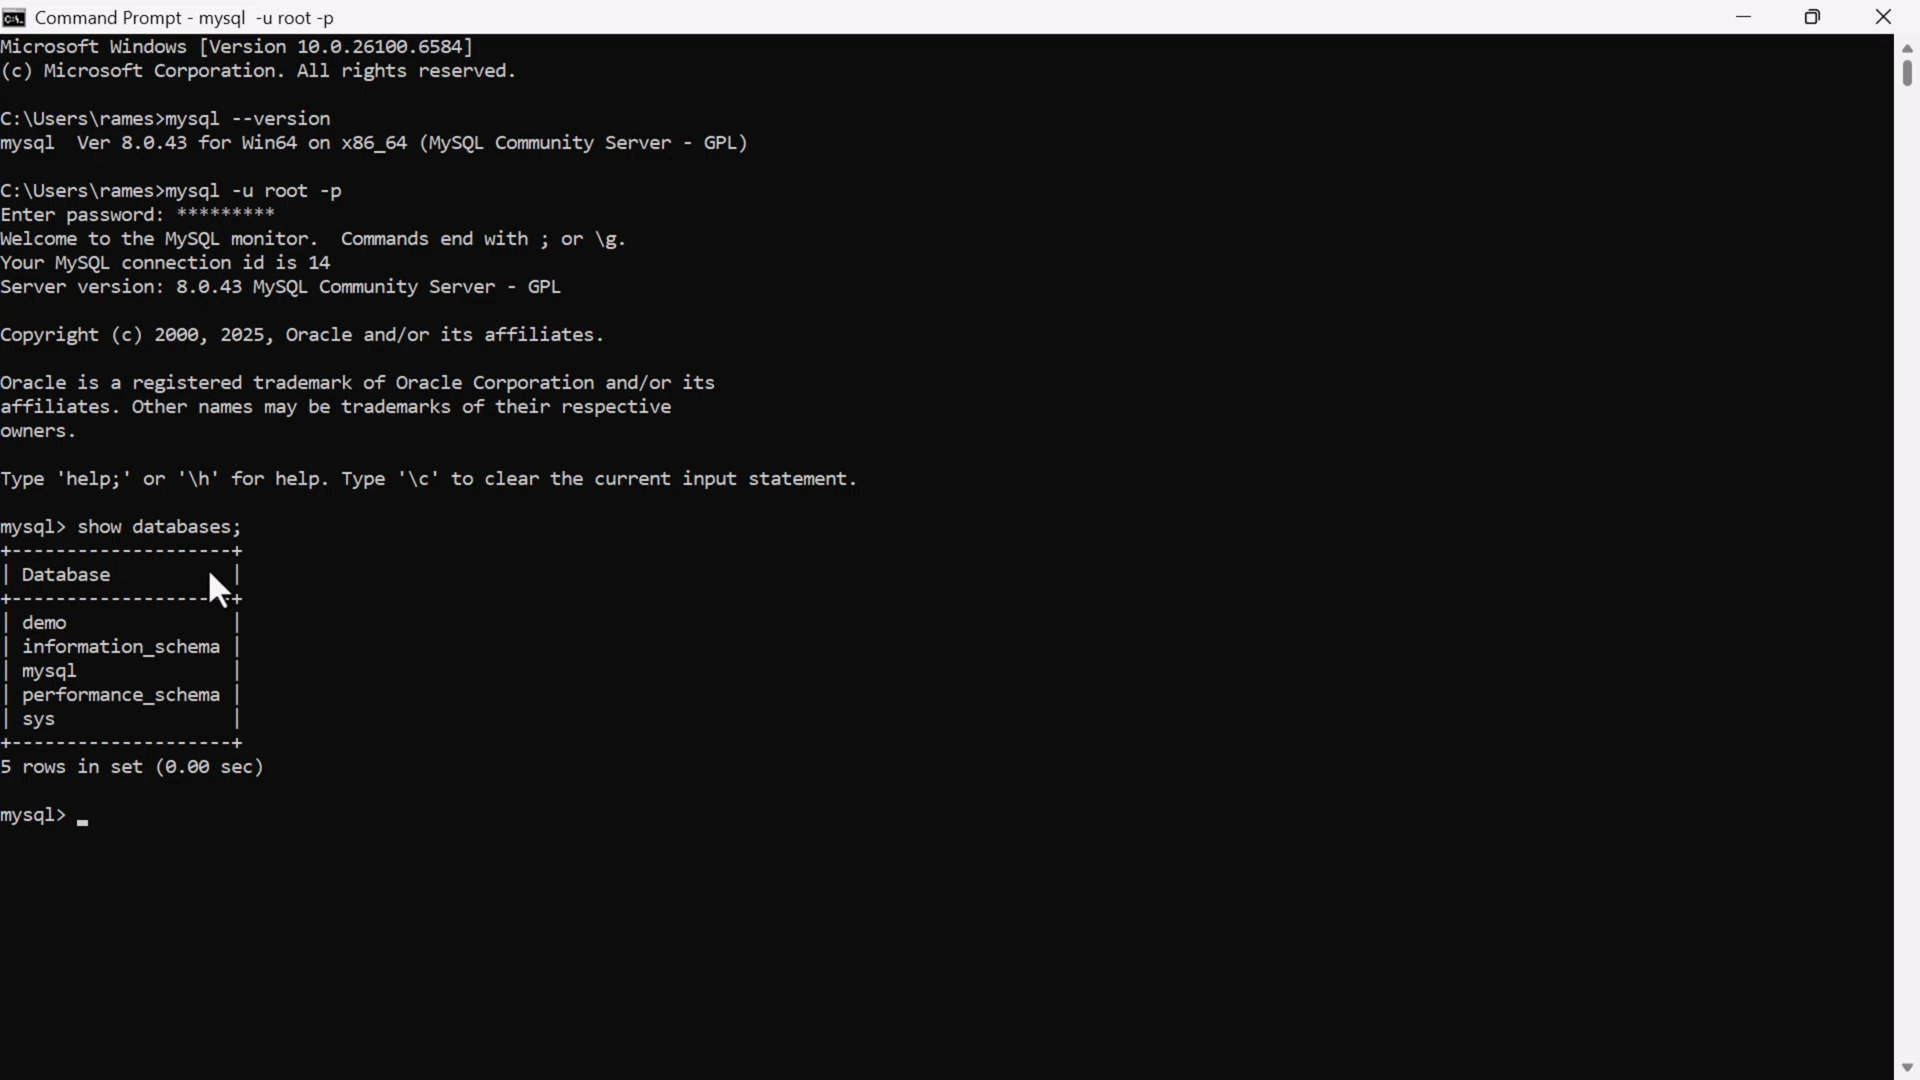 Command Prompt - mysql  -u root -p
Microsoft Windows [Version 10.0.26100.6584]
(c) Microsoft Corporation. All rights reserved.
C:\Users\rames>mysql --version
mysql  Ver 8.0.43 for Win64 on x86_64 (MySQL Community Server - GPL)
C:\Users\rames>mysql -u root -p
Enter password: *********
Welcome to the MySQL monitor.  Commands end with ; or \g.
Your MySQL connection id is 14
Server version: 8.0.43 MySQL Community Server - GPL
Copyright (c) 2000, 2025, Oracle and/or its affiliates.
Oracle is a registered trademark of Oracle Corporation and/or its
affiliates. Other names may be trademarks of their respective
owners.
Type 'help;' or '\h' for help. Type '\c' to clear the current input statement.
mysql> show databases;
+--------------------+
| Database           |
+--------------------+
| demo               |
| information_schema |
| mysql              |
| performance_schema |
| sys                |
+--------------------+
5 rows in set (0.00 sec)
mysql> _